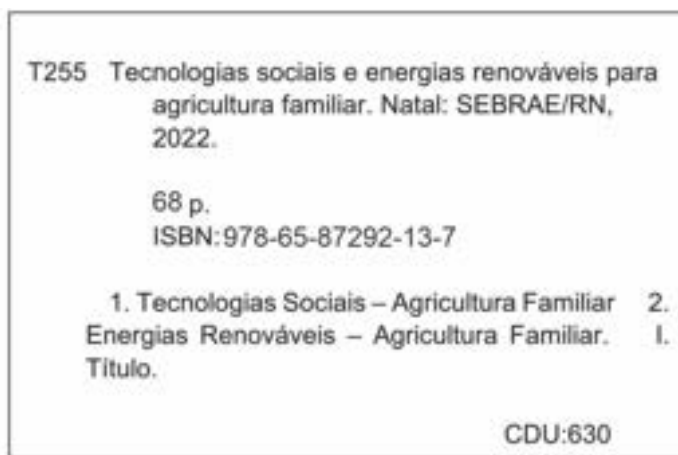 T255 Tecnologias sociais e energias renováveis para
agricultura familiar. Natal: SEBRAE/RN,
2022.
68 p.
ISBN:978-65-87292-13-7
1. Tecnologias Sociais – Agricultura Familiar 2.
Energias Renováveis – Agricultura Familiar. I.
Título.
CDU:630